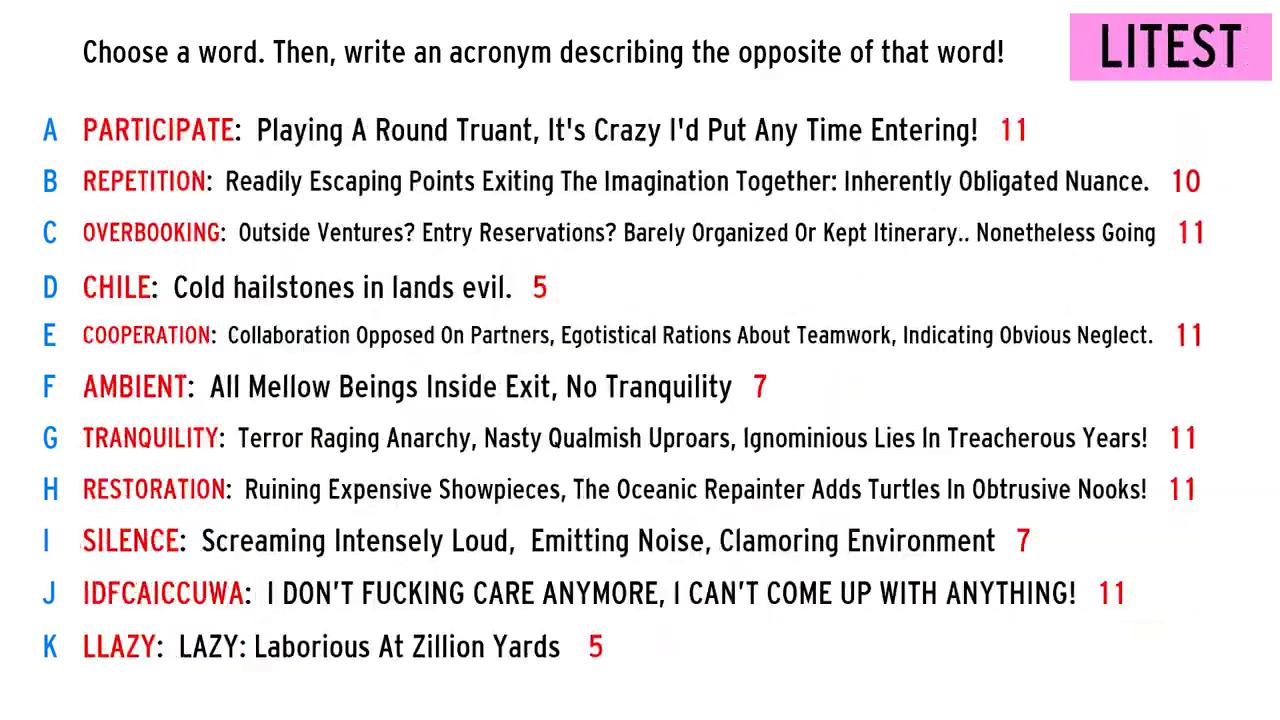 Choose a word. Then, write an acronym describing the opposite of that word!
LITEST
A PARTICIPATE: Playing A Round Truant, It's Crazy I'd Put Any Time Entering! 11
B REPETITION: Readily Escaping Points Exiting The Imagination Together: Inherently Obligated Nuance. 10
C OVERBOOKING: Outside Ventures? Entry Reservations? Barely Organized Or Kept Itinerary.. Nonetheless Going 11
D CHILE: Cold hailstones in lands evil. 5
E COOPERATION: Collaboration Opposed On Partners, Egotistical Rations About Teamwork, Indicating Obvious Neglect. 11
F AMBIENT: All Mellow Beings Inside Exit, No Tranquility 7
G TRANQUILITY: Terror Raging Anarchy, Nasty Qualmish Uproars, Ignominious Lies In Treacherous Years! 11
H RESTORATION: Ruining Expensive Showpieces, The Oceanic Repainter Adds Turtles In Obtrusive Nooks! 11
I SILENCE: Screaming Intensely Loud, Emitting Noise, Clamoring Environment 7
J IDFCAICCUWA: I DON'T FUCKING CARE ANYMORE, I CAN'T COME UP WITH ANYTHING! 11
K LLAZY: LAZY: Laborious At Zillion Yards 5